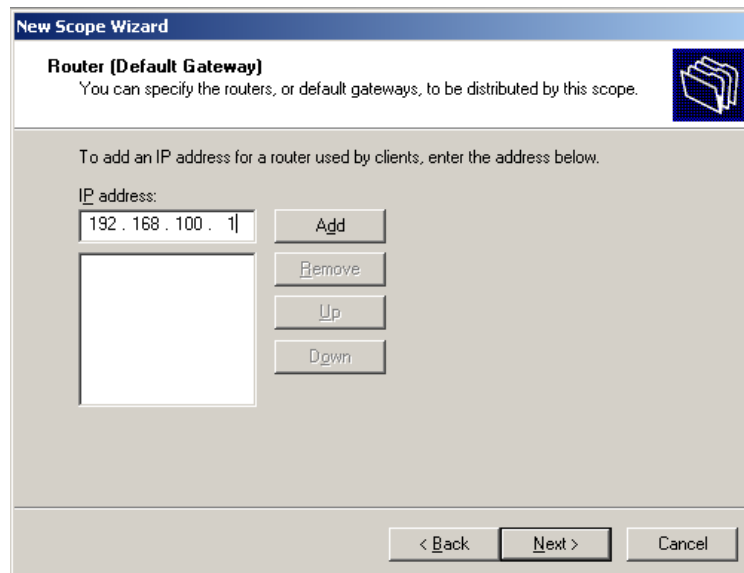 New Scope Wizard
Router (Default Gateway)
You can specify the routers, or default gateways, to be distributed by this scope.
To add an IP address for a router used by clients, enter the address below.
IP address:
192 . 168 . 100 . 1
Add
Remove
Up
Down
< Back
Next >
Cancel